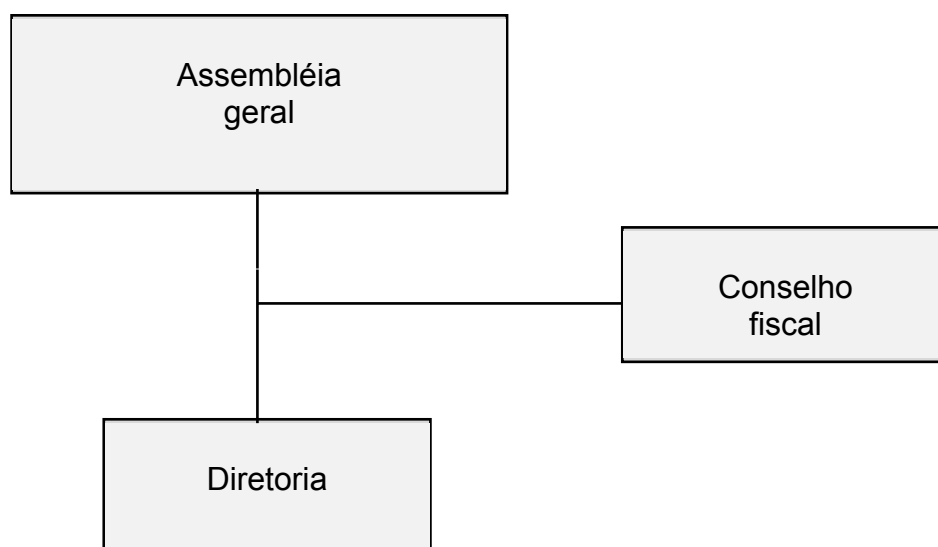 Assembléia
geral
Conselho
fiscal
Diretoria